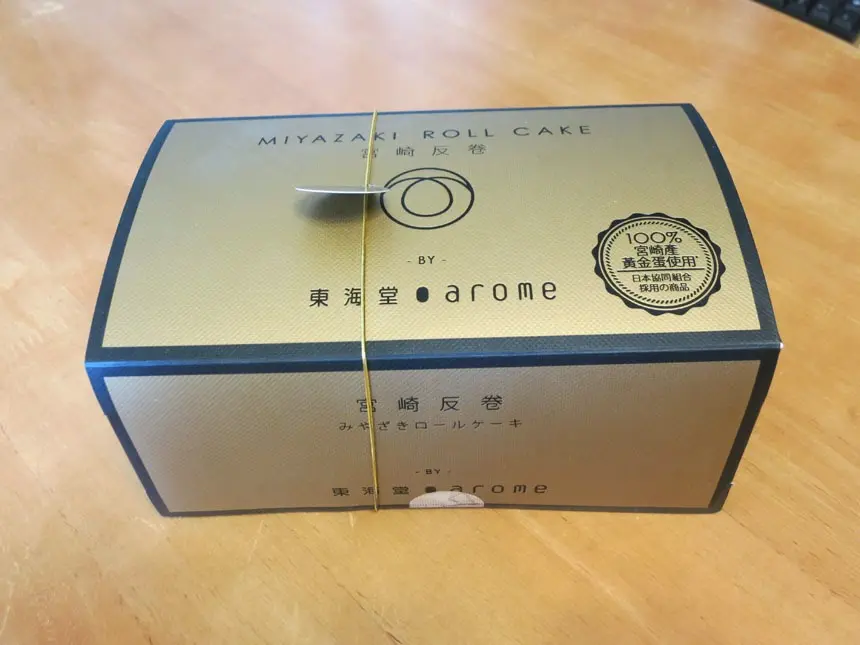 MIYAZAKI ROLL CAKE
宮崎反巻
- BY -
東海堂 arome
100%
宮崎產
黃金蛋使用*
日本協同組合
採用の商品
宮崎反巻
みやざきロールケーキ
- BY -
東海堂 arome